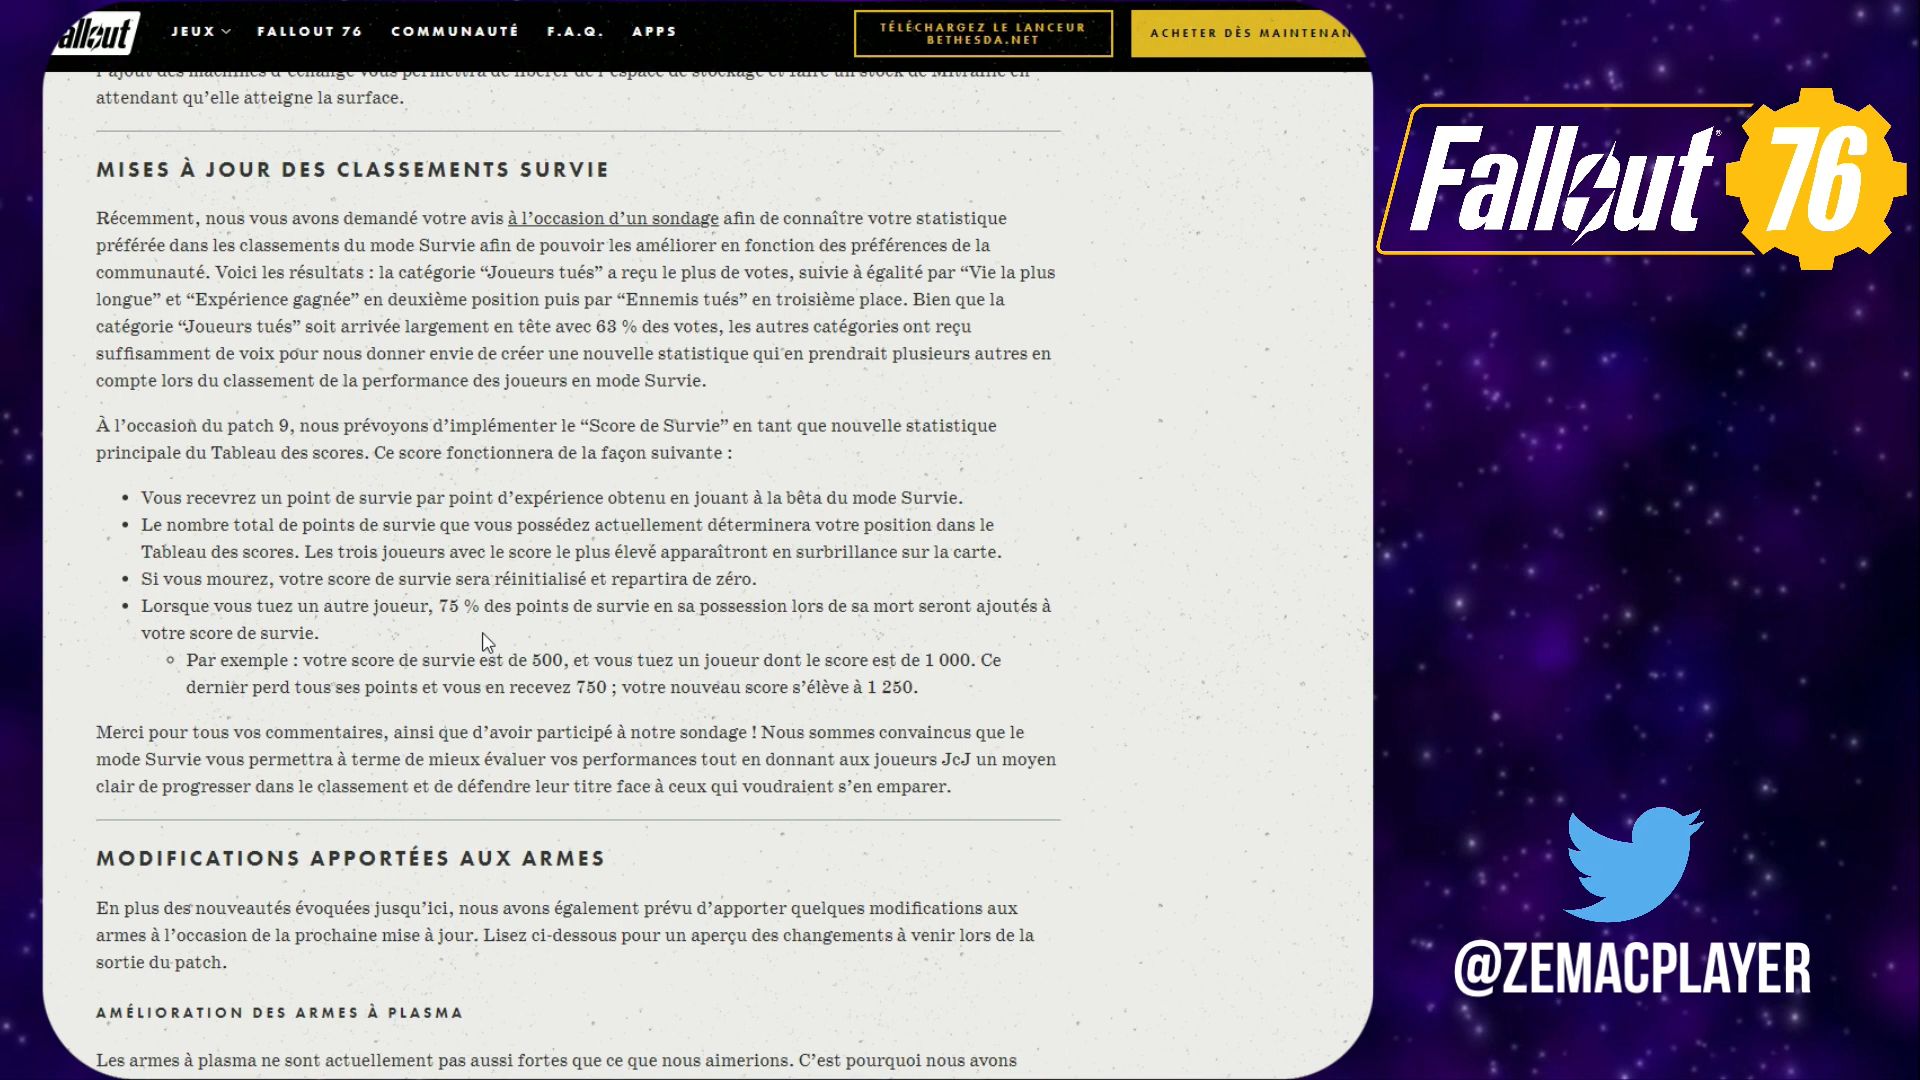 Fallout
JEUX
FALLOUT 76
COMMUNAUTÉ
F.A.Q.
APPS
TÉLÉCHARGEZ LE LANCEUR
BETHESDA.NET
ACHETER DÈS MAINTENAN
l'ajout des machines d'échange vous permettra de libérer de l'espace de stockage et faire un stock de Mitraille en
attendant qu’elle atteigne la surface.
MISES À JOUR DES CLASSEMENTS SURVIE
Récemment, nous vous avons demandé votre avis à l’occasion d’un sondage afin de connaître votre statistique
préférée dans les classements du mode Survie afin de pouvoir les améliorer en fonction des préférences de la
communauté. Voici les résultats : la catégorie “Joueurs tués” a reçu le plus de votes, suivie à égalité par “Vie la plus
longue” et “Expérience gagnée” en deuxième position puis par “Ennemis tués” en troisième place. Bien que la
catégorie “Joueurs tués” soit arrivée largement en tête avec 63 % des votes, les autres catégories ont reçu
suffisamment de voix pour nous donner envie de créer une nouvelle statistique qui en prendrait plusieurs autres en
compte lors du classement de la performance des joueurs en mode Survie.
À l’occasion du patch 9, nous prévoyons d’implémenter le “Score de Survie” en tant que nouvelle statistique
principale du Tableau des scores. Ce score fonctionnera de la façon suivante :
• Vous recevrez un point de survie par point d’expérience obtenu en jouant à la bêta du mode Survie.
• Le nombre total de points de survie que vous possédez actuellement déterminera votre position dans le
Tableau des scores. Les trois joueurs avec le score le plus élevé apparaîtront en surbrillance sur la carte.
• Si vous mourez, votre score de survie sera réinitialisé et repartira de zéro.
• Lorsque vous tuez un autre joueur, 75 % des points de survie en sa possession lors de sa mort seront ajoutés à
votre score de survie.
◦ Par exemple : votre score de survie est de 500, et vous tuez un joueur dont le score est de 1 000. Ce
dernier perd tous ses points et vous en recevez 750 ; votre nouveau score s’élève à 1 250.
Merci pour tous vos commentaires, ainsi que d’avoir participé à notre sondage ! Nous sommes convaincus que le
mode Survie vous permettra à terme de mieux évaluer vos performances tout en donnant aux joueurs JcJ un moyen
clair de progresser dans le classement et de défendre leur titre face à ceux qui voudraient s’en emparer.
MODIFICATIONS APPORTÉES AUX ARMES
En plus des nouveautés évoquées jusqu’ici, nous avons également prévu d’apporter quelques modifications aux
armes à l’occasion de la prochaine mise à jour. Lisez ci-dessous pour un aperçu des changements à venir lors de la
sortie du patch.
AMÉLIORATION DES ARMES À PLASMA
Les armes à plasma ne sont actuellement pas aussi fortes que ce que nous aimerions. C’est pourquoi nous avons
Fallout 76
@ZEMACPLAYER